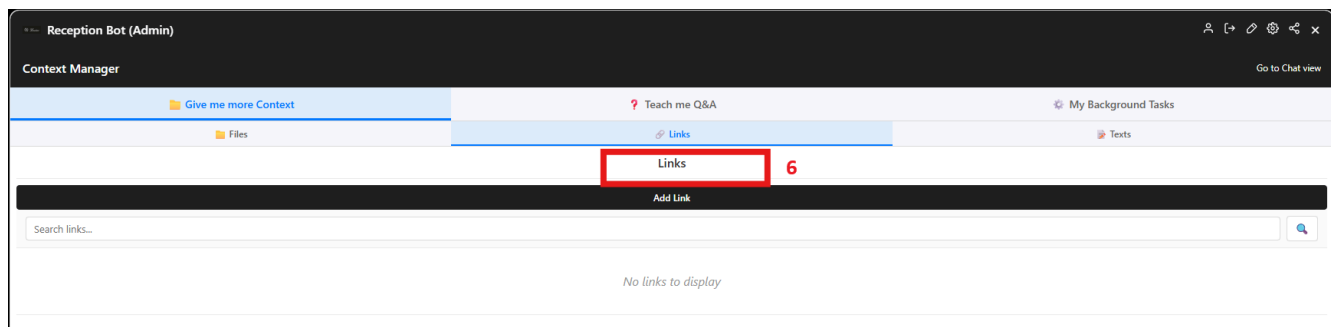 Reception Bot (Admin)
Context Manager
Go to Chat view
Give me more Context
? Teach me Q&A
My Background Tasks
Files
Links
Texts
Links
6
Add Link
Search links...
No links to display